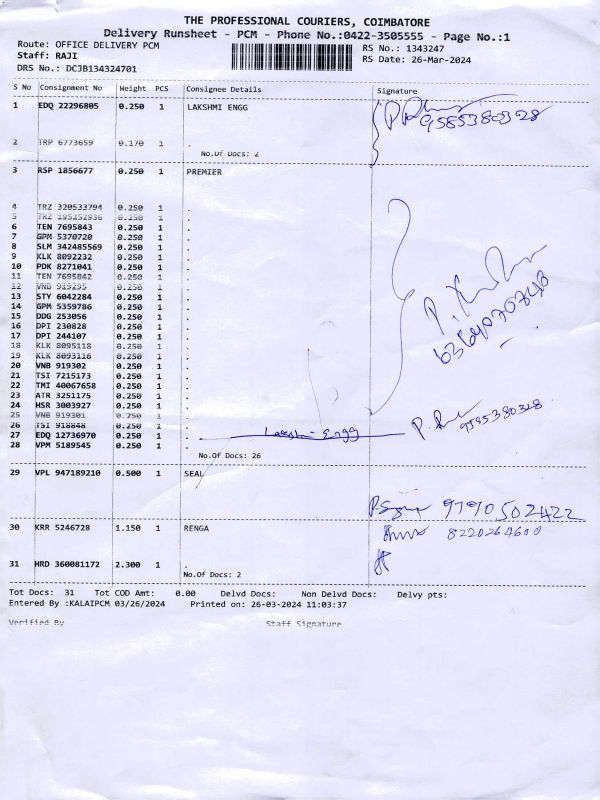 THE PROFESSIONAL COURIERS, COIMBATORE
Delivery Runsheet - PCM - Phone No.:0422-3505555 - Page No.:1
Route: OFFICE DELIVERY PCM RS No.: 1343247
Staff: RAJI RS Date: 26-Mar-2024
DRS No.: DCJB134324701
S No Consignment No Weight PCS Consignee Details Signature
1 EDQ 22296805 0.250 1 LAKSHMI ENGG
9585380328
2 TRP 6773659 0.170 1 .
No.Of Docs: 2
3 RSP 1856677 0.250 1 PREMIER
4 TRZ 320533794 0.250 1 .
5 TRZ 195252936 0.250 1 .
6 TEN 7695843 0.250 1 .
7 GPM 5370720 0.250 1 .
8 SLM 342485569 0.250 1 .
9 KLK 8092232 0.250 1 .
10 PDK 8271041 0.250 1 .
11 TEN 7695842 0.250 1 .
12 VNB 919295 0.250 1 .
13 STY 6042284 0.250 1 .
14 GPM 5359786 0.250 1 .
15 DDG 253056 0.250 1 .
16 DPI 230828 0.250 1 .
17 DPI 244107 0.250 1 .
18 KLK 8095118 0.250 1 .
19 KLK 8093116 0.250 1 .
20 VNB 919302 0.250 1 .
21 TSI 7215173 0.250 1 .
22 TMI 40067658 0.250 1 .
23 ATR 3251175 0.250 1 .
24 HSR 3003927 0.250 1 .
25 VNB 919301 0.250 1 .
26 TSI 918848 0.250 1 .
27 EDQ 12736970 0.250 1 . Lakshmi Engg 9585380328
28 VPM 5189545 0.250 1 .
No.Of Docs: 26
29 VPL 947189210 0.500 1 SEAL
9790502422
30 KRR 5246728 1.150 1 RENGA 8220264600
31 HRD 360081172 2.300 1 .
No.Of Docs: 2
Tot Docs: 31 Tot COD Amt: 0.00 Delvd Docs: Non Delvd Docs: Delvy pts:
Entered By :KALAIPCM 03/26/2024 Printed on: 26-03-2024 11:03:37
Verified By Staff Signature